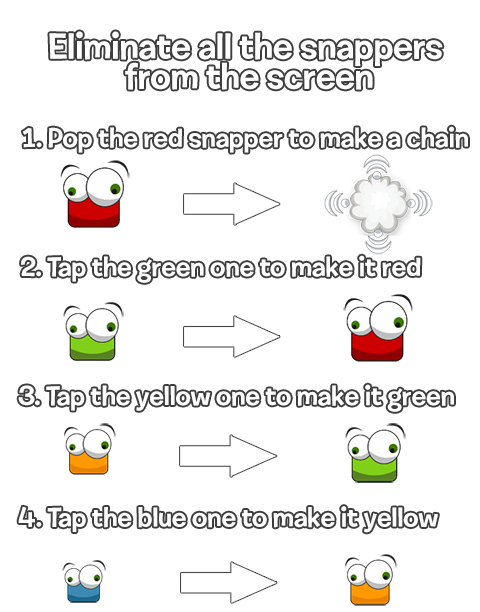 Eliminate all the snappers
from the screen
1. Pop the red snapper to make a chain
2. Tap the green one to make it red
3. Tap the yellow one to make it green
4. Tap the blue one to make it yellow